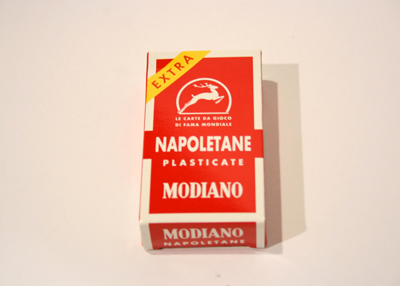 EXTRA
LE CARTE DA GIOCO
DI FAMA MONDIALE
NAPOLETANE
PLASTICATE
MODIANO
MODIANO
NAPOLETANE